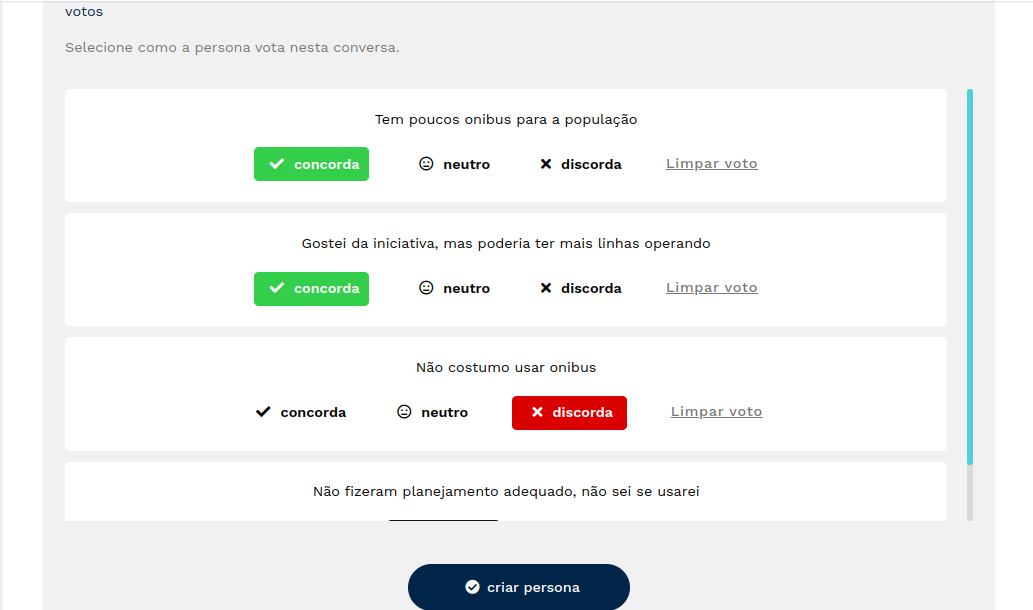 votos
Selecione como a persona vota nesta conversa.
Tem poucos onibus para a população
concorda neutro discorda Limpar voto
Gostei da iniciativa, mas poderia ter mais linhas operando
concorda neutro discorda Limpar voto
Não costumo usar onibus
concorda neutro discorda Limpar voto
Não fizeram planejamento adequado, não sei se usarei
criar persona